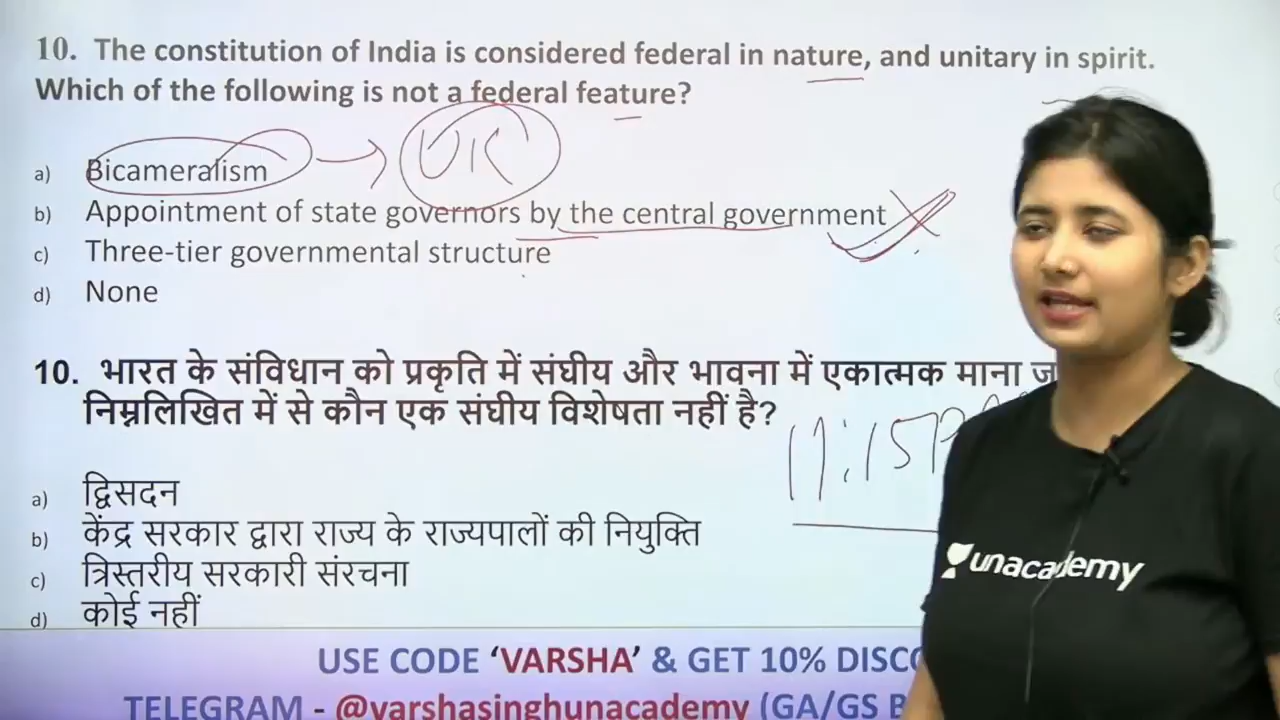 10. The constitution of India is considered federal in nature, and unitary in spirit.
Which of the following is not a federal feature?
a) Bicameralism
UK
b) Appointment of state governors by the central government
c) Three-tier governmental structure
d) None
10. भारत के संविधान को प्रकृति में संघीय और भावना में एकात्मक माना
निम्नलिखित में से कौन एक संघीय विशेषता नहीं है?
11:15
a) द्विसदन
b) केंद्र सरकार द्वारा राज्य के राज्यपालों की नियुक्ति
c) त्रिस्तरीय सरकारी संरचना
d) कोई नहीं
unacademy
USE CODE ‘VARSHA’ & GET 10%
TELEGRAM - @varshasinghunacademy (GA/GS